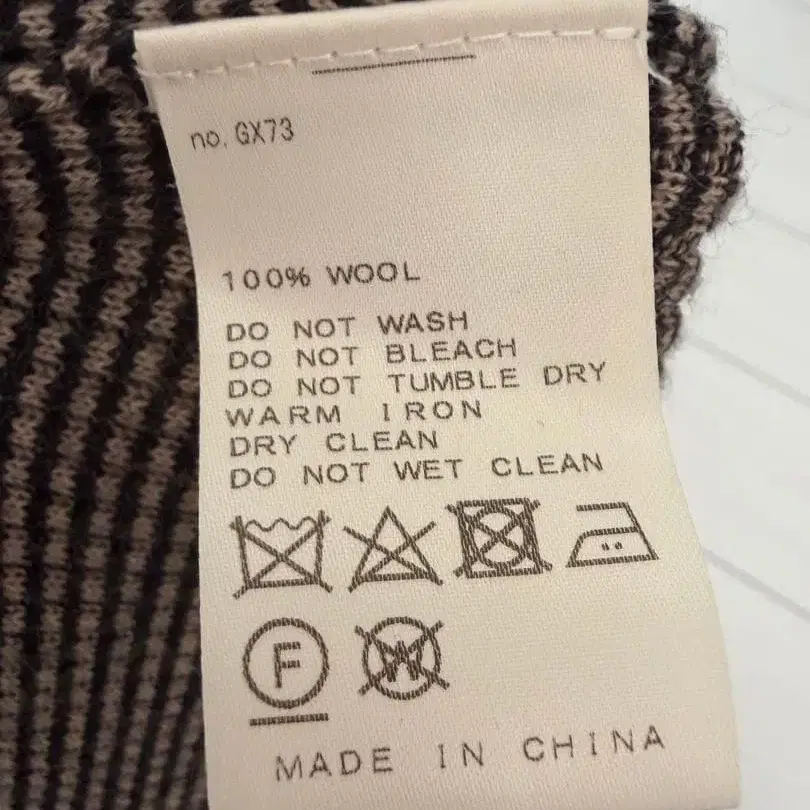 no. GX73
100% WOOL
DO NOT WASH
DO NOT BLEACH
DO NOT TUMBLE DRY
WARM IRON
DRY CLEAN
DO NOT WET CLEAN
F W
MADE IN CHINA